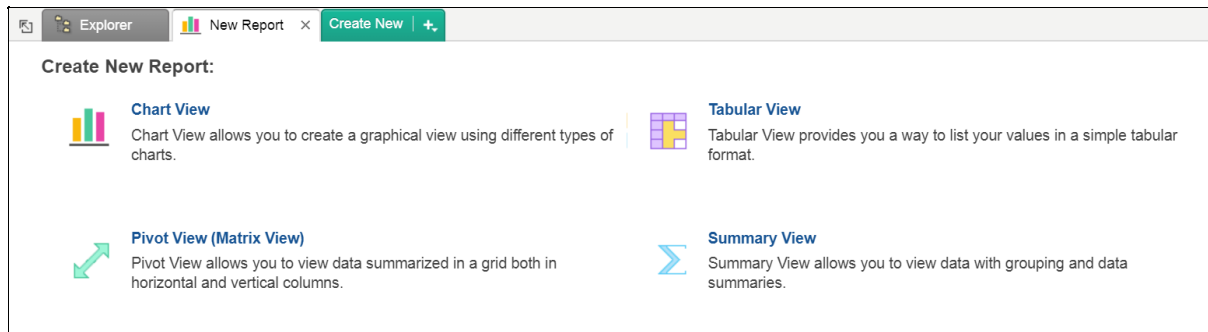 Explorer
New Report
Create New
Create New Report:
Chart View
Chart View allows you to create a graphical view using different types of
charts.
Tabular View
Tabular View provides you a way to list your values in a simple tabular
format.
Pivot View (Matrix View)
Pivot View allows you to view data summarized in a grid both in
horizontal and vertical columns.
Summary View
Summary View allows you to view data with grouping and data
summaries.